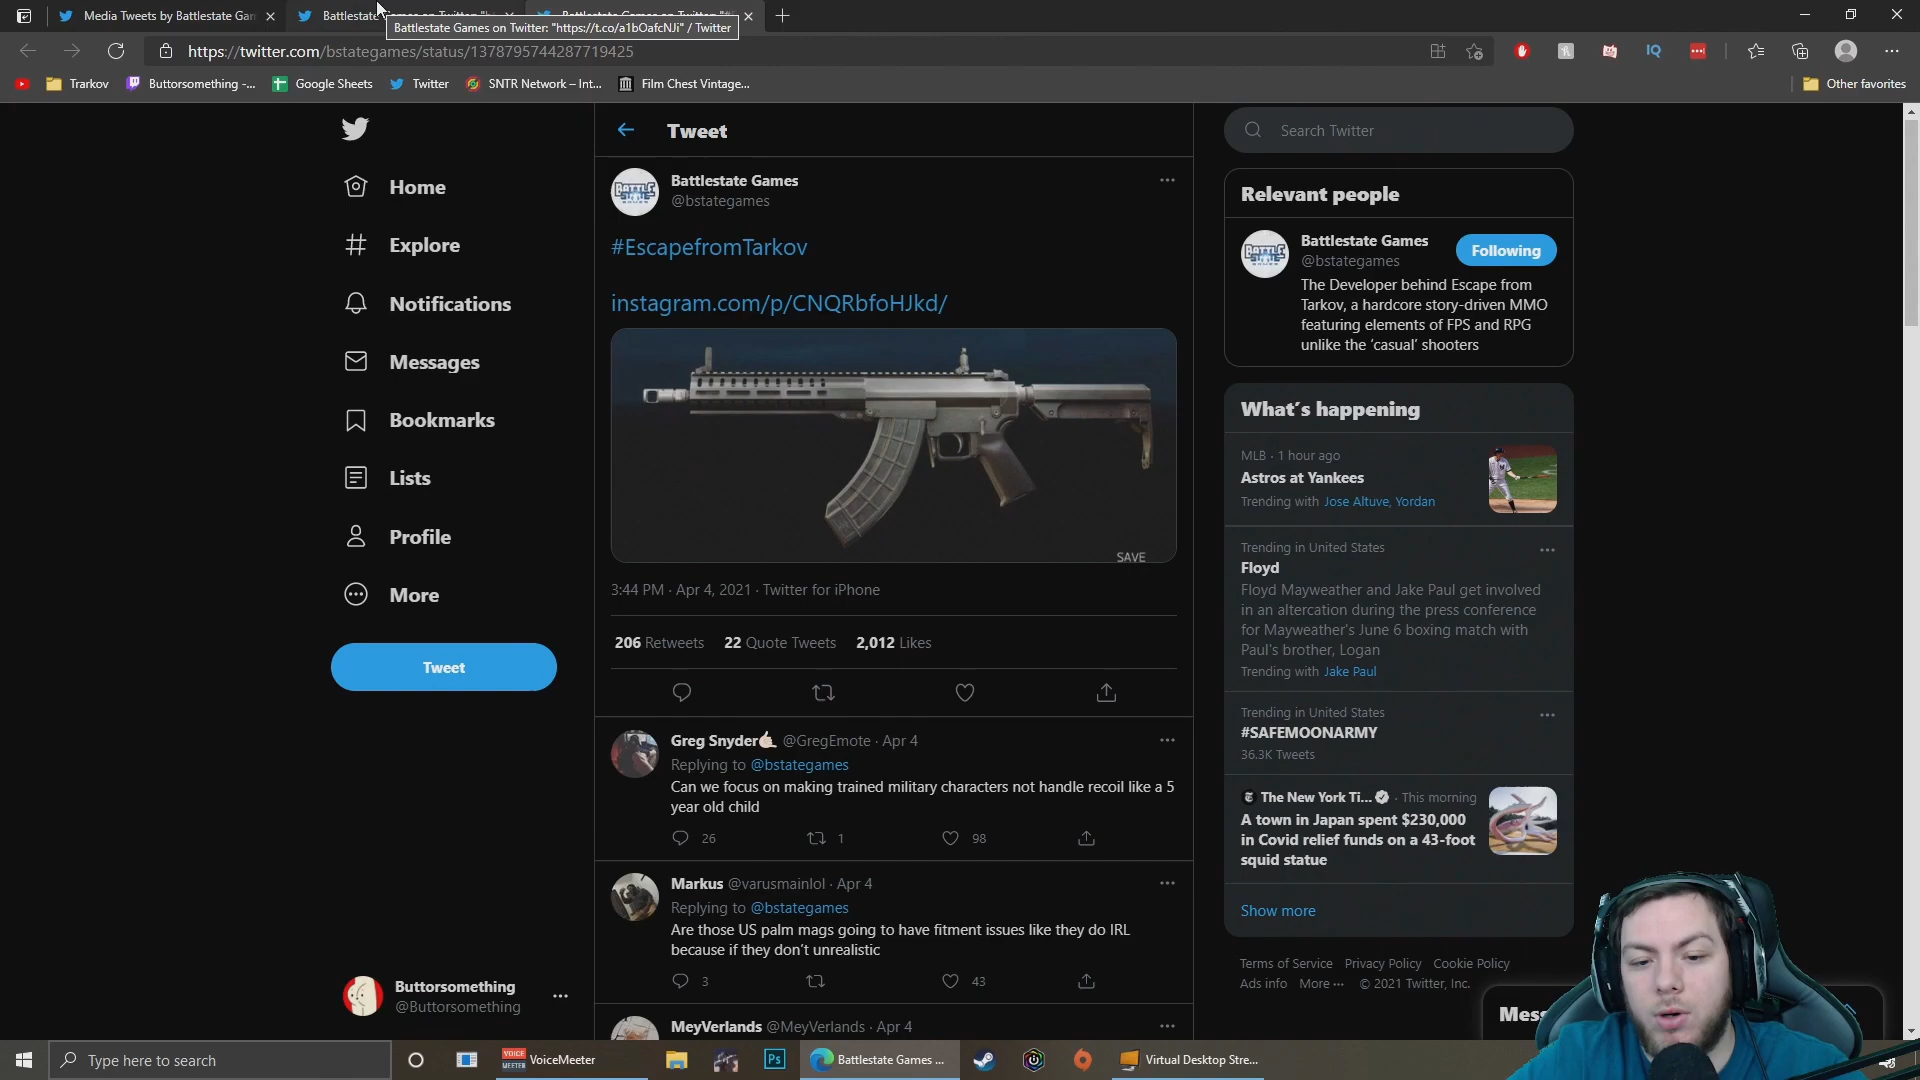 Media Tweets by Battlestate Gar
Battlestate Games on Twitter: "https://t.co/a1bOafcNJi" / Twitter
https://twitter.com/bstategames/status/1378795744287719425
Trarkov
Buttorsomething -...
Google Sheets
Twitter
SNTR Network – Int...
Film Chest Vintage...
Other favorites
Home
Explore
Notifications
Messages
Bookmarks
Lists
Profile
More
Tweet
Buttorsomething
@Buttorsomething
Tweet
Battlestate Games
@bstategames
#EscapefromTarkov
instagram.com/p/CNQRbfoHJkd/
SAVE
3:44 PM · Apr 4, 2021 · Twitter for iPhone
206 Retweets 22 Quote Tweets 2,012 Likes
Greg Snyder @GregEmote · Apr 4
Replying to @bstategames
Can we focus on making trained military characters not handle recoil like a 5
year old child
26 1 98
Markus @varusmainlol · Apr 4
Replying to @bstategames
Are those US palm mags going to have fitment issues like they do IRL
because if they don't unrealistic
3 43
MeyVerlands @MeyVerlands · Apr 4
Search Twitter
Relevant people
Battlestate Games
@bstategames
Following
The Developer behind Escape from
Tarkov, a hardcore story-driven MMO
featuring elements of FPS and RPG
unlike the 'casual' shooters
What's happening
MLB · 1 hour ago
Astros at Yankees
Trending with Jose Altuve, Yordan
Trending in United States
Floyd
Floyd Mayweather and Jake Paul get involved
in an altercation during the press conference
for Mayweather's June 6 boxing match with
Paul's brother, Logan
Trending with Jake Paul
Trending in United States
#SAFEMOONARMY
36.3K Tweets
The New York Ti... · This morning
A town in Japan spent $230,000
in Covid relief funds on a 43-foot
squid statue
Show more
Terms of Service Privacy Policy Cookie Policy
Ads info More ··· © 2021 Twitter, Inc.
Mess
Type here to search
VOICE MEETER
VoiceMeeter
Ps
Battlestate Games ...
Virtual Desktop Stre...